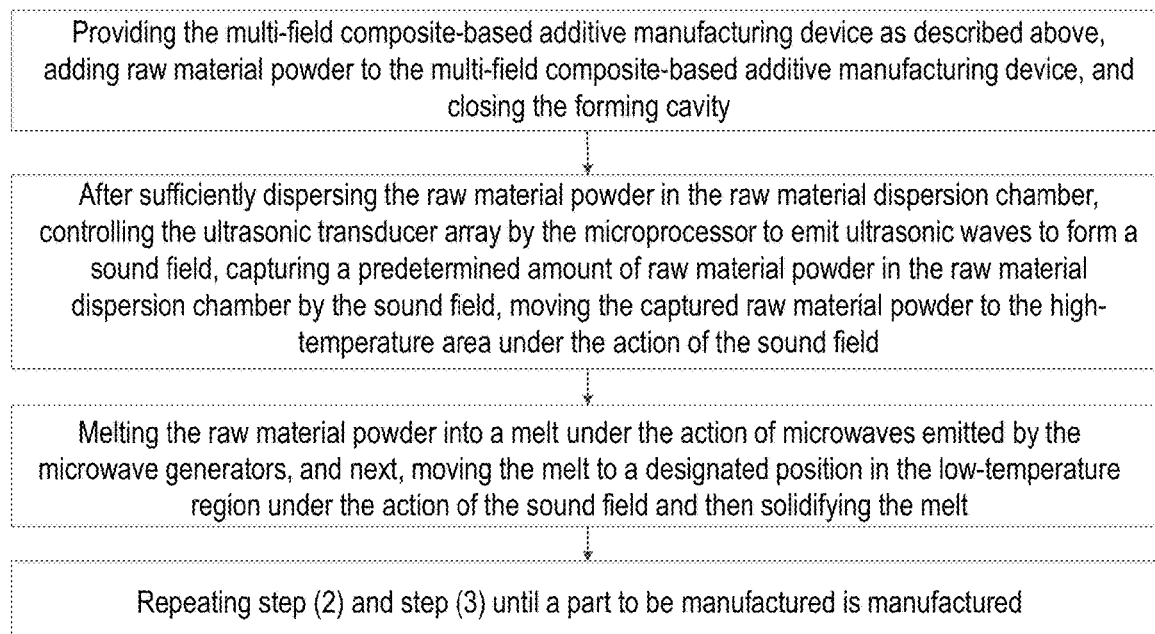 Providing the multi-field composite-based additive manufacturing device as described above,
adding raw material powder to the multi-field composite-based additive manufacturing device, and
closing the forming cavity
After sufficiently dispersing the raw material powder in the raw material dispersion chamber,
controlling the ultrasonic transducer array by the microprocessor to emit ultrasonic waves to form a
sound field, capturing a predetermined amount of raw material powder in the raw material
dispersion chamber by the sound field, moving the captured raw material powder to the high-
temperature area under the action of the sound field
Melting the raw material powder into a melt under the action of microwaves emitted by the
microwave generators, and next, moving the melt to a designated position in the low-temperature
region under the action of the sound field and then solidifying the melt
Repeating step (2) and step (3) until a part to be manufactured is manufactured